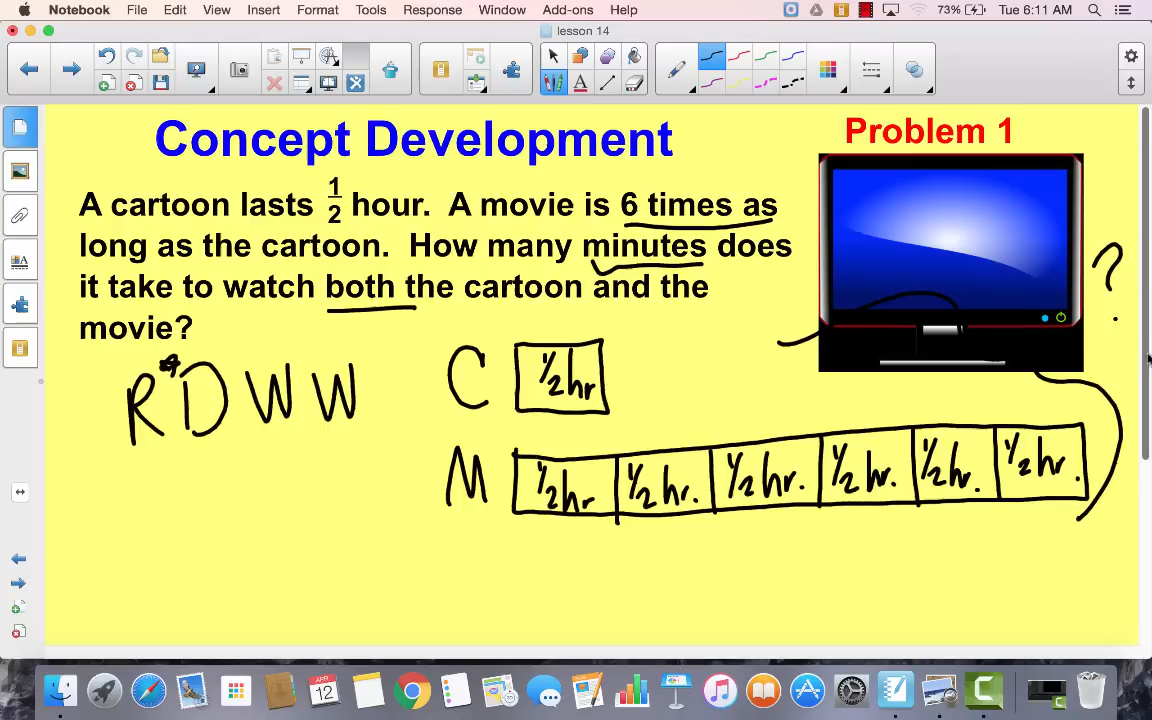 Notebook File Edit View Insert Format Tools Response Window Add-ons Help 73% Tue 6:11 AM
lesson 14
Concept Development
Problem 1
A cartoon lasts 1/2 hour. A movie is 6 times as
long as the cartoon. How many minutes does
it take to watch both the cartoon and the
movie?
?
R D W W
C 1/2 hr
M 1/2 hr 1/2 hr. 1/2 hr. 1/2 hr. 1/2 hr. 1/2 hr.
APR
12